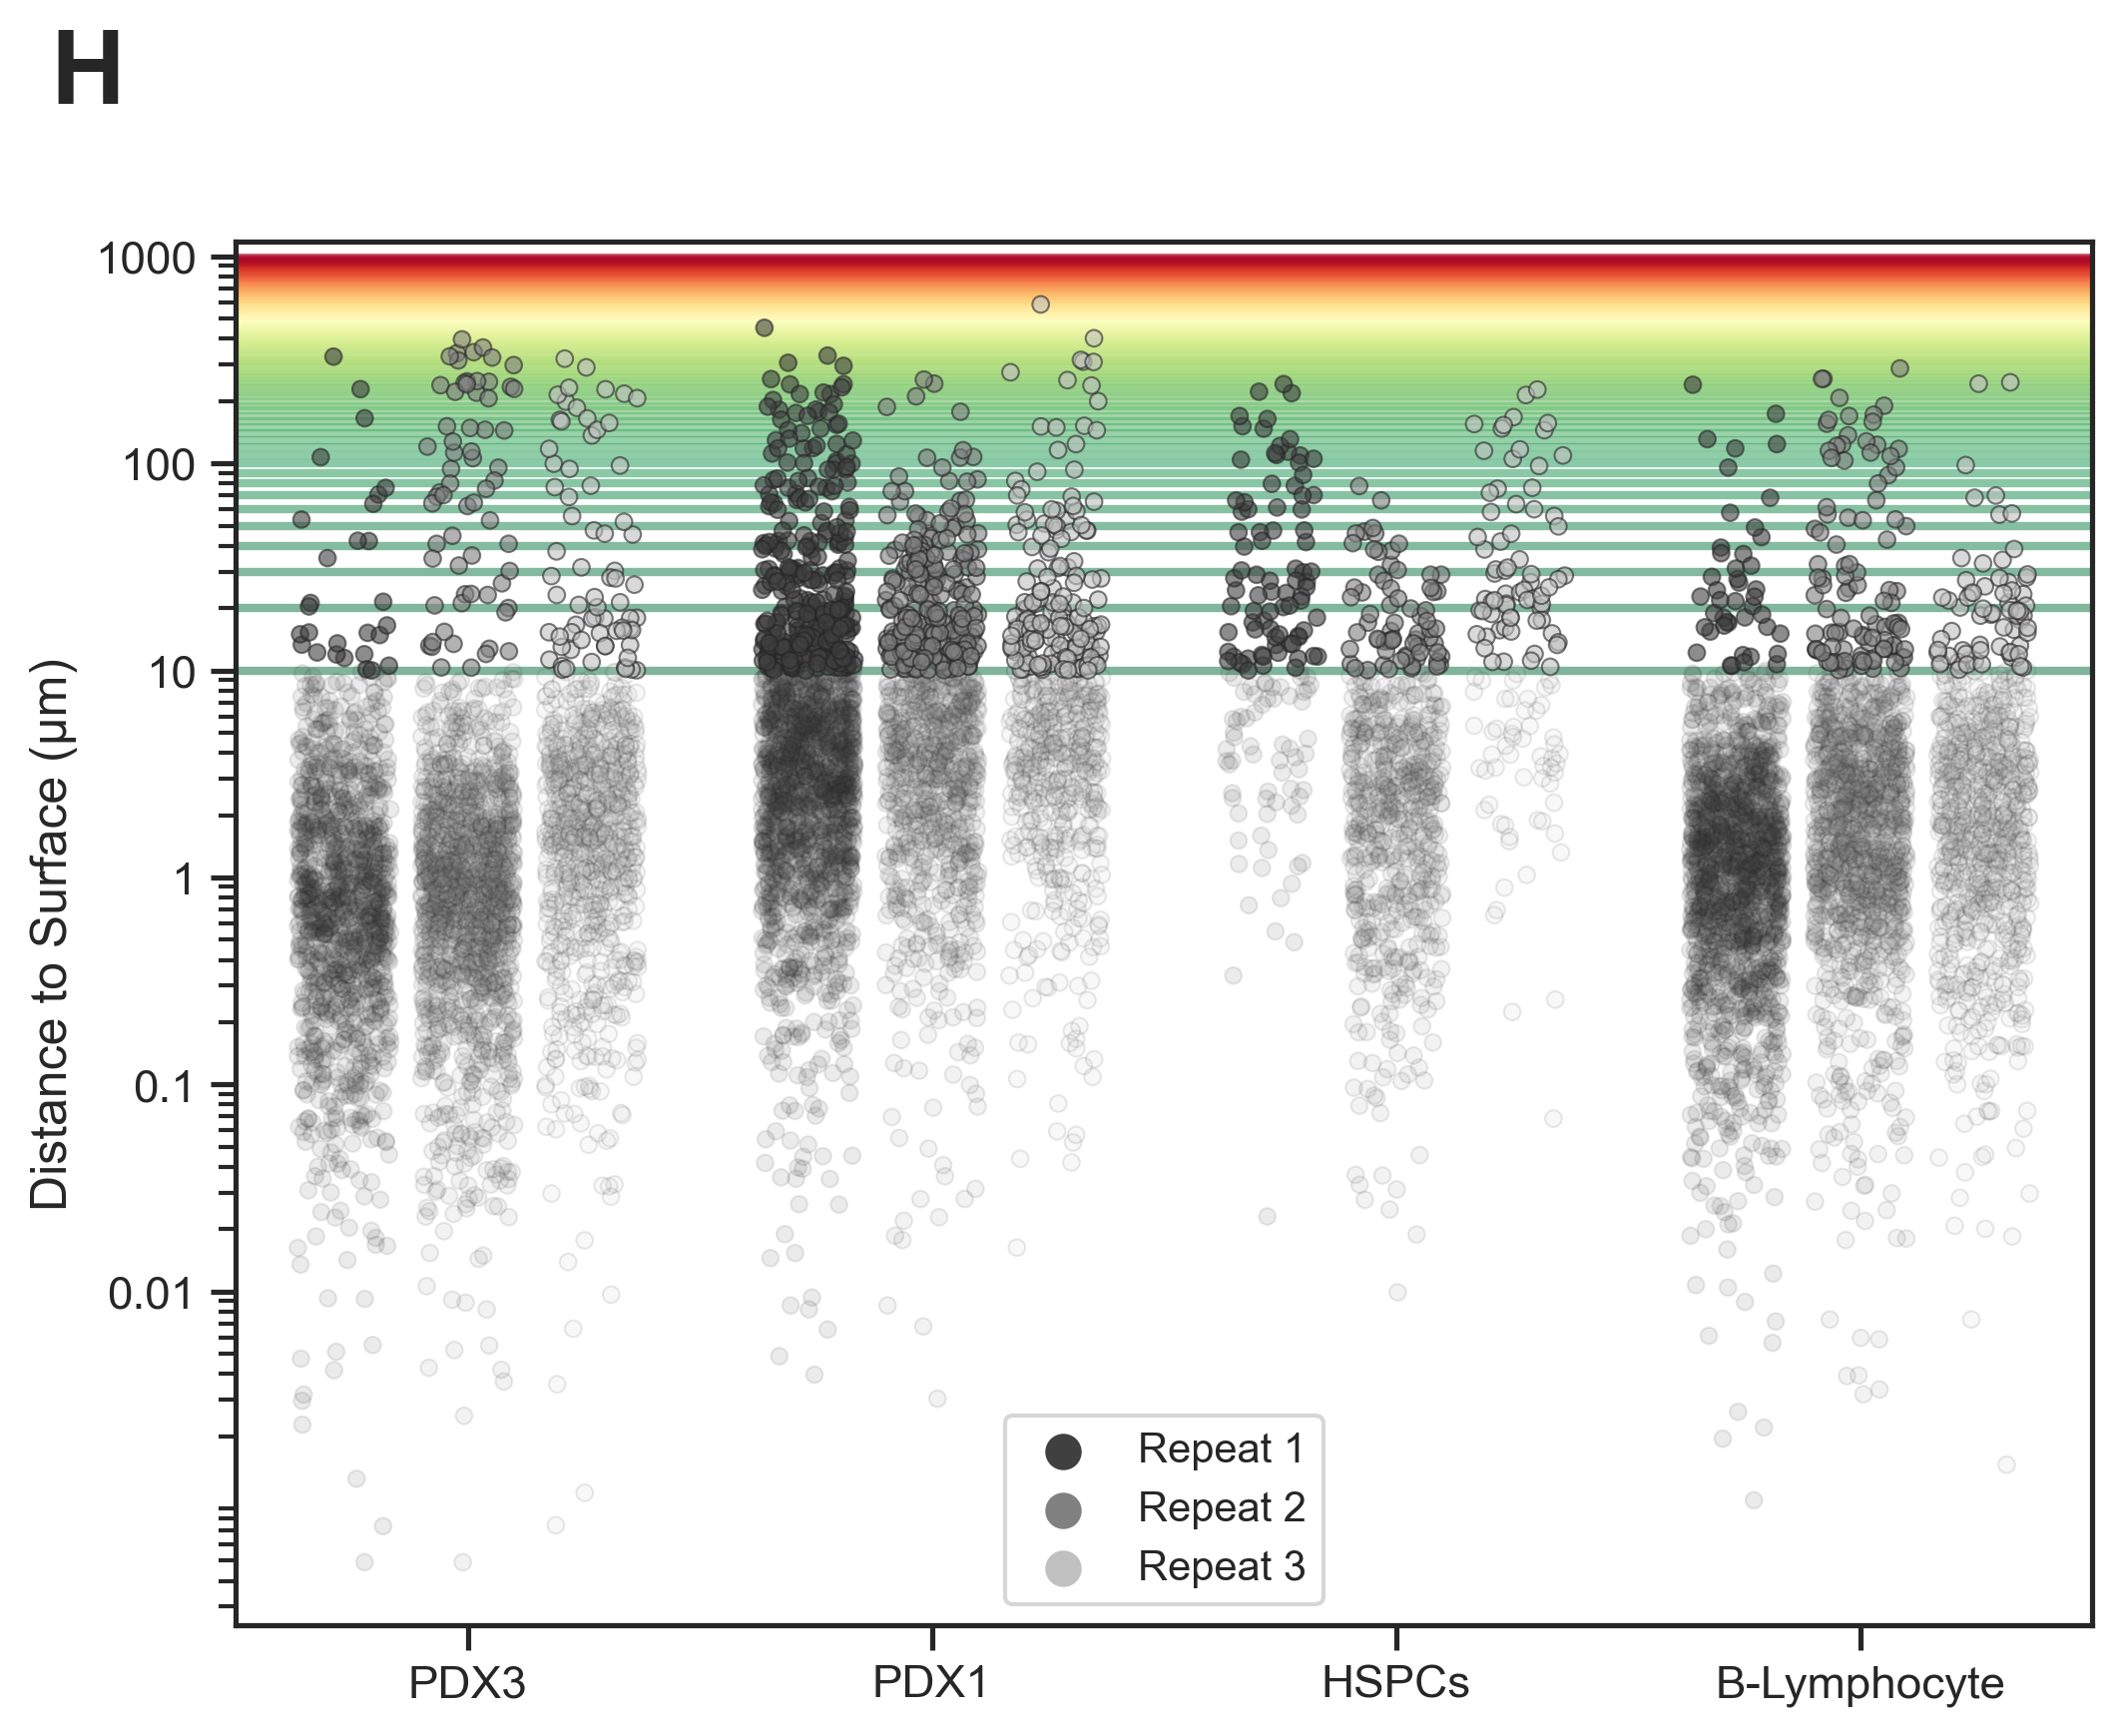 H
1000
100
10
1
0.1
0.01
Distance to Surface (µm)
Repeat 1
Repeat 2
Repeat 3
PDX3
PDX1
HSPCs
B-Lymphocyte